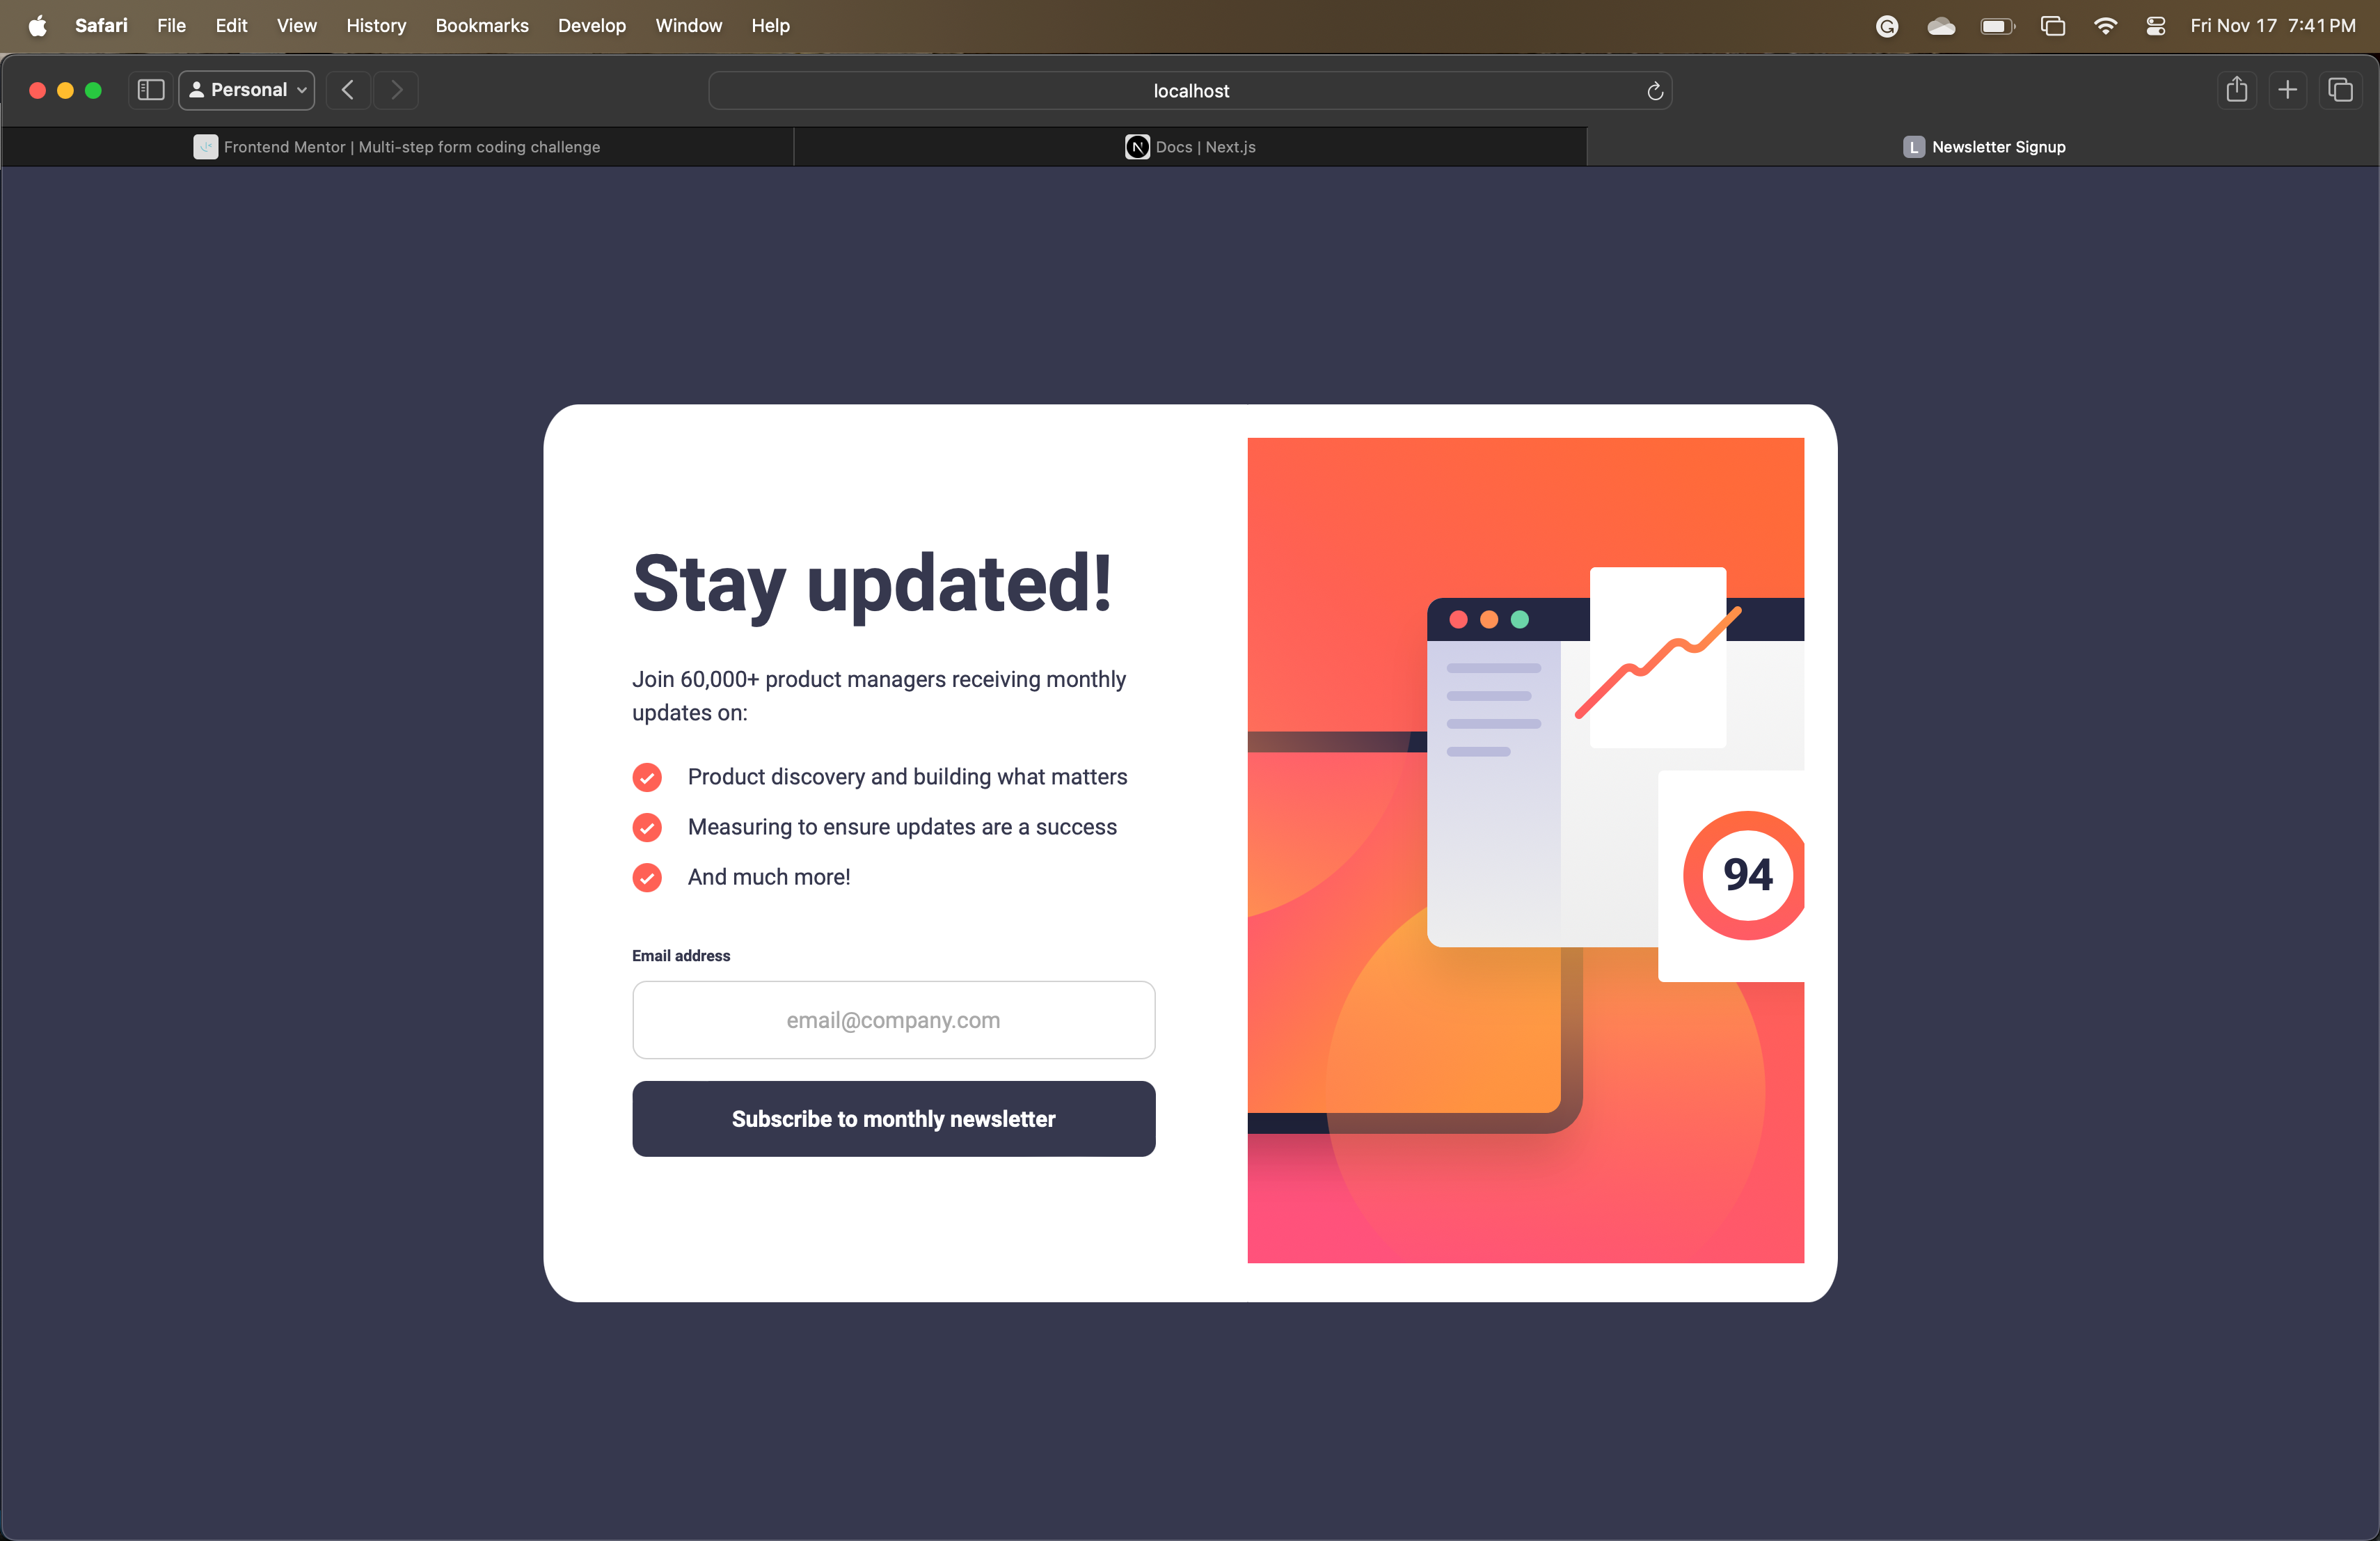 Safari File Edit View History Bookmarks Develop Window Help Fri Nov 17 7:41 PM
Personal localhost
Frontend Mentor | Multi-step form coding challenge N Docs | Next.js L Newsletter Signup
Stay updated!
Join 60,000+ product managers receiving monthly
updates on:
Product discovery and building what matters
Measuring to ensure updates are a success
And much more!
Email address
email@company.com
Subscribe to monthly newsletter
94